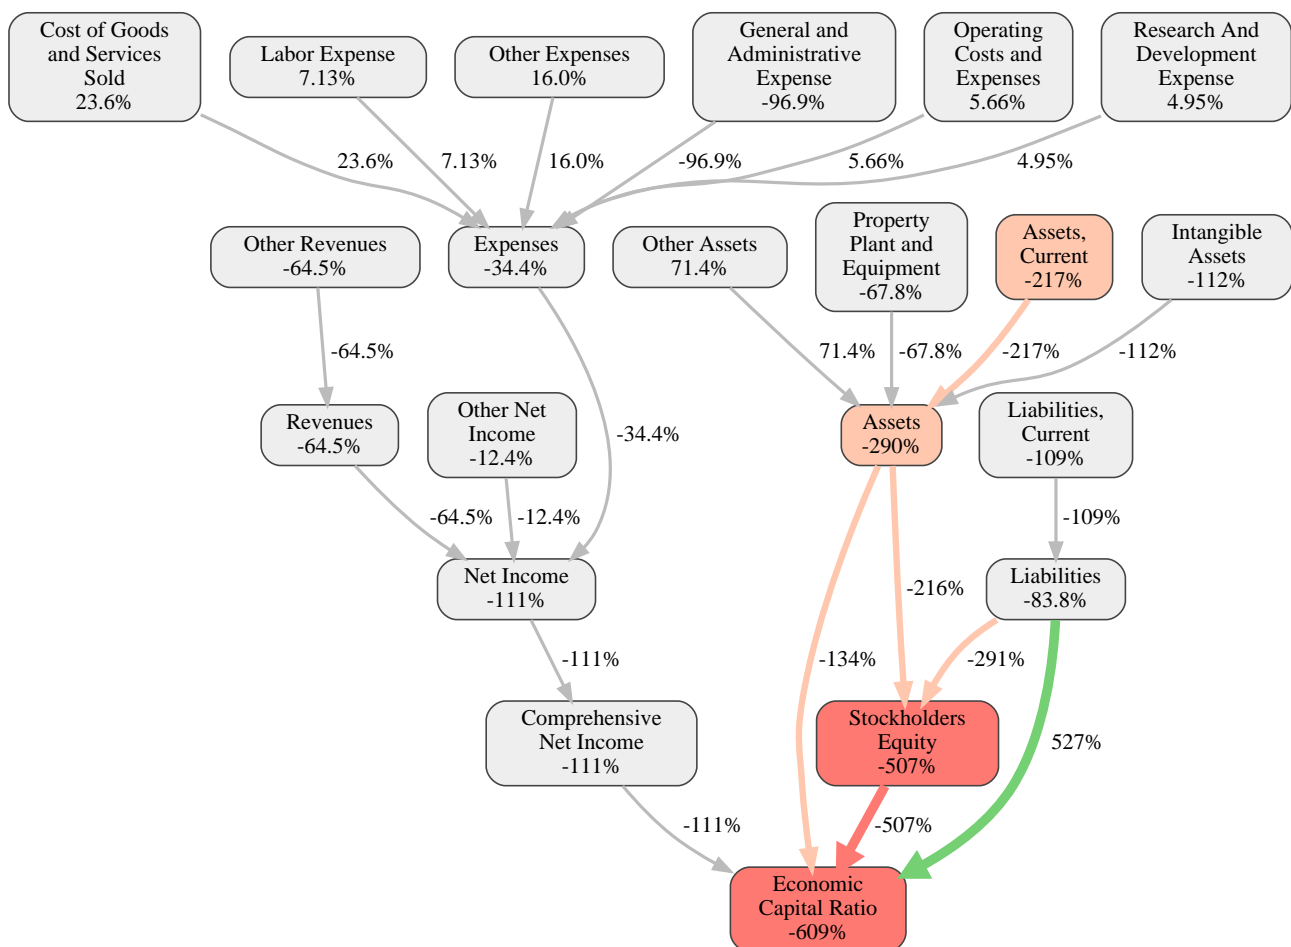 Cost of Goods
and Services
Sold
23.6%
Labor Expense
7.13%
Other Expenses
16.0%
General and
Administrative
Expense
-96.9%
Operating
Costs and
Expenses
5.66%
Research And
Development
Expense
4.95%
23.6%
7.13%
16.0%
-96.9%
5.66%
4.95%
Other Revenues
-64.5%
Expenses
-34.4%
Other Assets
71.4%
Property
Plant and
Equipment
-67.8%
Assets,
Current
-217%
Intangible
Assets
-112%
-64.5%
71.4%
-67.8%
-217%
-112%
Revenues
-64.5%
Other Net
Income
-12.4%
-34.4%
Assets
-290%
Liabilities,
Current
-109%
-64.5%
-12.4%
-109%
Net Income
-111%
-216%
Liabilities
-83.8%
-111%
-134%
-291%
Comprehensive
Net Income
-111%
Stockholders
Equity
-507%
527%
-111%
-507%
Economic
Capital Ratio
-609%